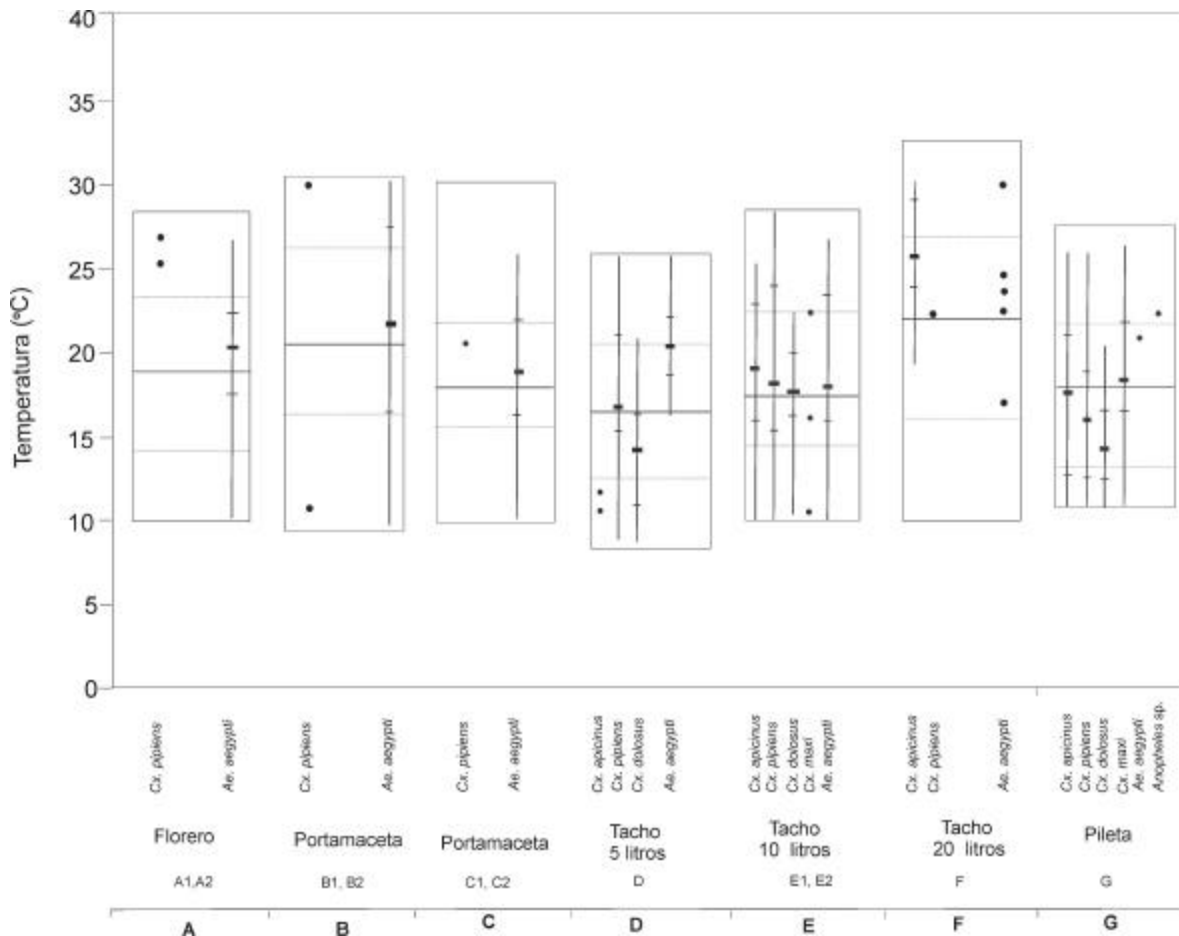 Temperatura (ºC)
40
35
30
25
20
15
10
5
0
Cx. pipiens
Ae. aegypti
Cx. pipiens
Ae. aegypti
Cx. pipiens
Ae. aegypti
Cx. apicinus
Cx. pipiens
Cx. dolosus
Ae. aegypti
Cx. apicinus
Cx. pipiens
Cx. dolosus
Cx. maxi
Ae. aegypti
Cx. apicinus
Cx. pipiens
Ae. aegypti
Cx. apicinus
Cx. pipiens
Cx. dolosus
Cx. maxi
Ae. aegypti
Anopheles sp.
Florero
Portamaceta
Portamaceta
Tacho
5 litros
Tacho
10 litros
Tacho
20 litros
Pileta
A1,A2
B1, B2
C1, C2
D
E1, E2
F
G
A
B
C
D
E
F
G